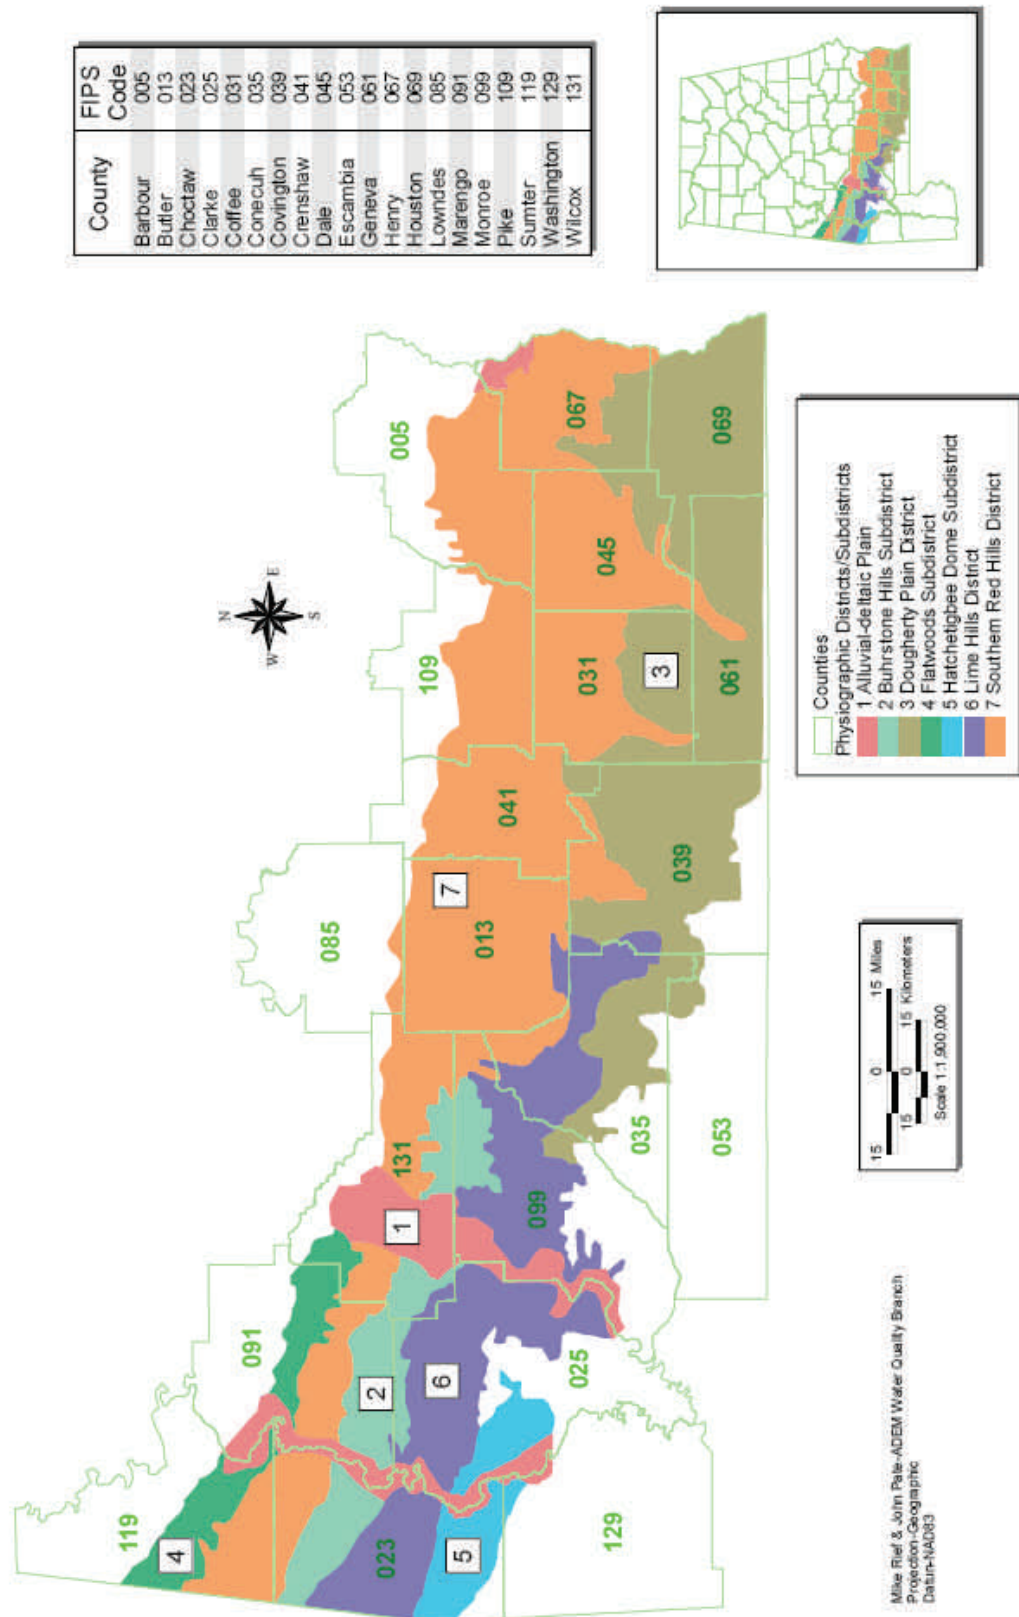 County FIPS Code
Barbour 005
Butler 013
Choctaw 023
Clarke 025
Coffee 031
Conecuh 035
Covington 039
Crenshaw 041
Dale 045
Escambia 053
Geneva 061
Henry 067
Houston 069
Lowndes 085
Marengo 091
Monroe 099
Pike 109
Sumter 119
Washington 129
Wilcox 131
N
W E
S
119
091
085
109
005
4
131
1
7
013
041
031
045
067
2
6
023
5
099
025
035
039
3
061
069
129
053
Counties
Physiographic Districts/Subdistricts
1 Alluvial-deltaic Plain
2 Buhrstone Hills Subdistrict
3 Dougherty Plain District
4 Flatwoods Subdistrict
5 Hatchetigbee Dome Subdistrict
6 Lime Hills District
7 Southern Red Hills District
15 0 15 Miles
15 0 15 Kilometers
Scale 1:1,900,000
Mike Rief & John Pate-ADEM Water Quality Branch
Projection-Geographic
Datum-NAD83